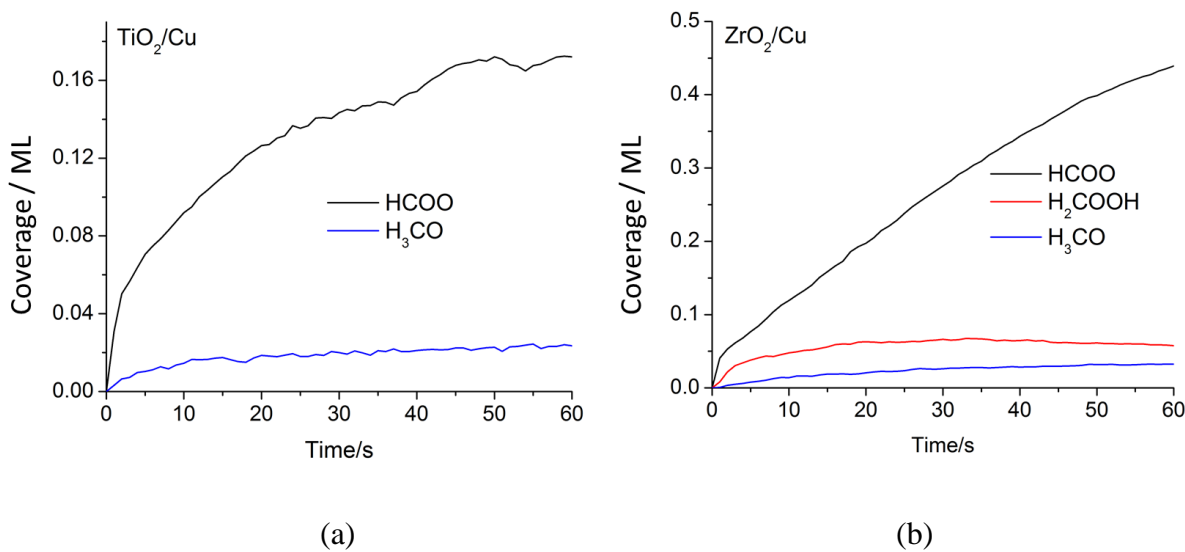 TiO2/Cu
Coverage / ML
0.16
0.12
0.08
0.04
0.00
HCOO
H3CO
0
10
20
30
40
50
60
Time/s
(a)
ZrO2/Cu
Coverage / ML
0.5
0.4
0.3
0.2
0.1
0.0
HCOO
H2COOH
H3CO
0
10
20
30
40
50
60
Time/s
(b)